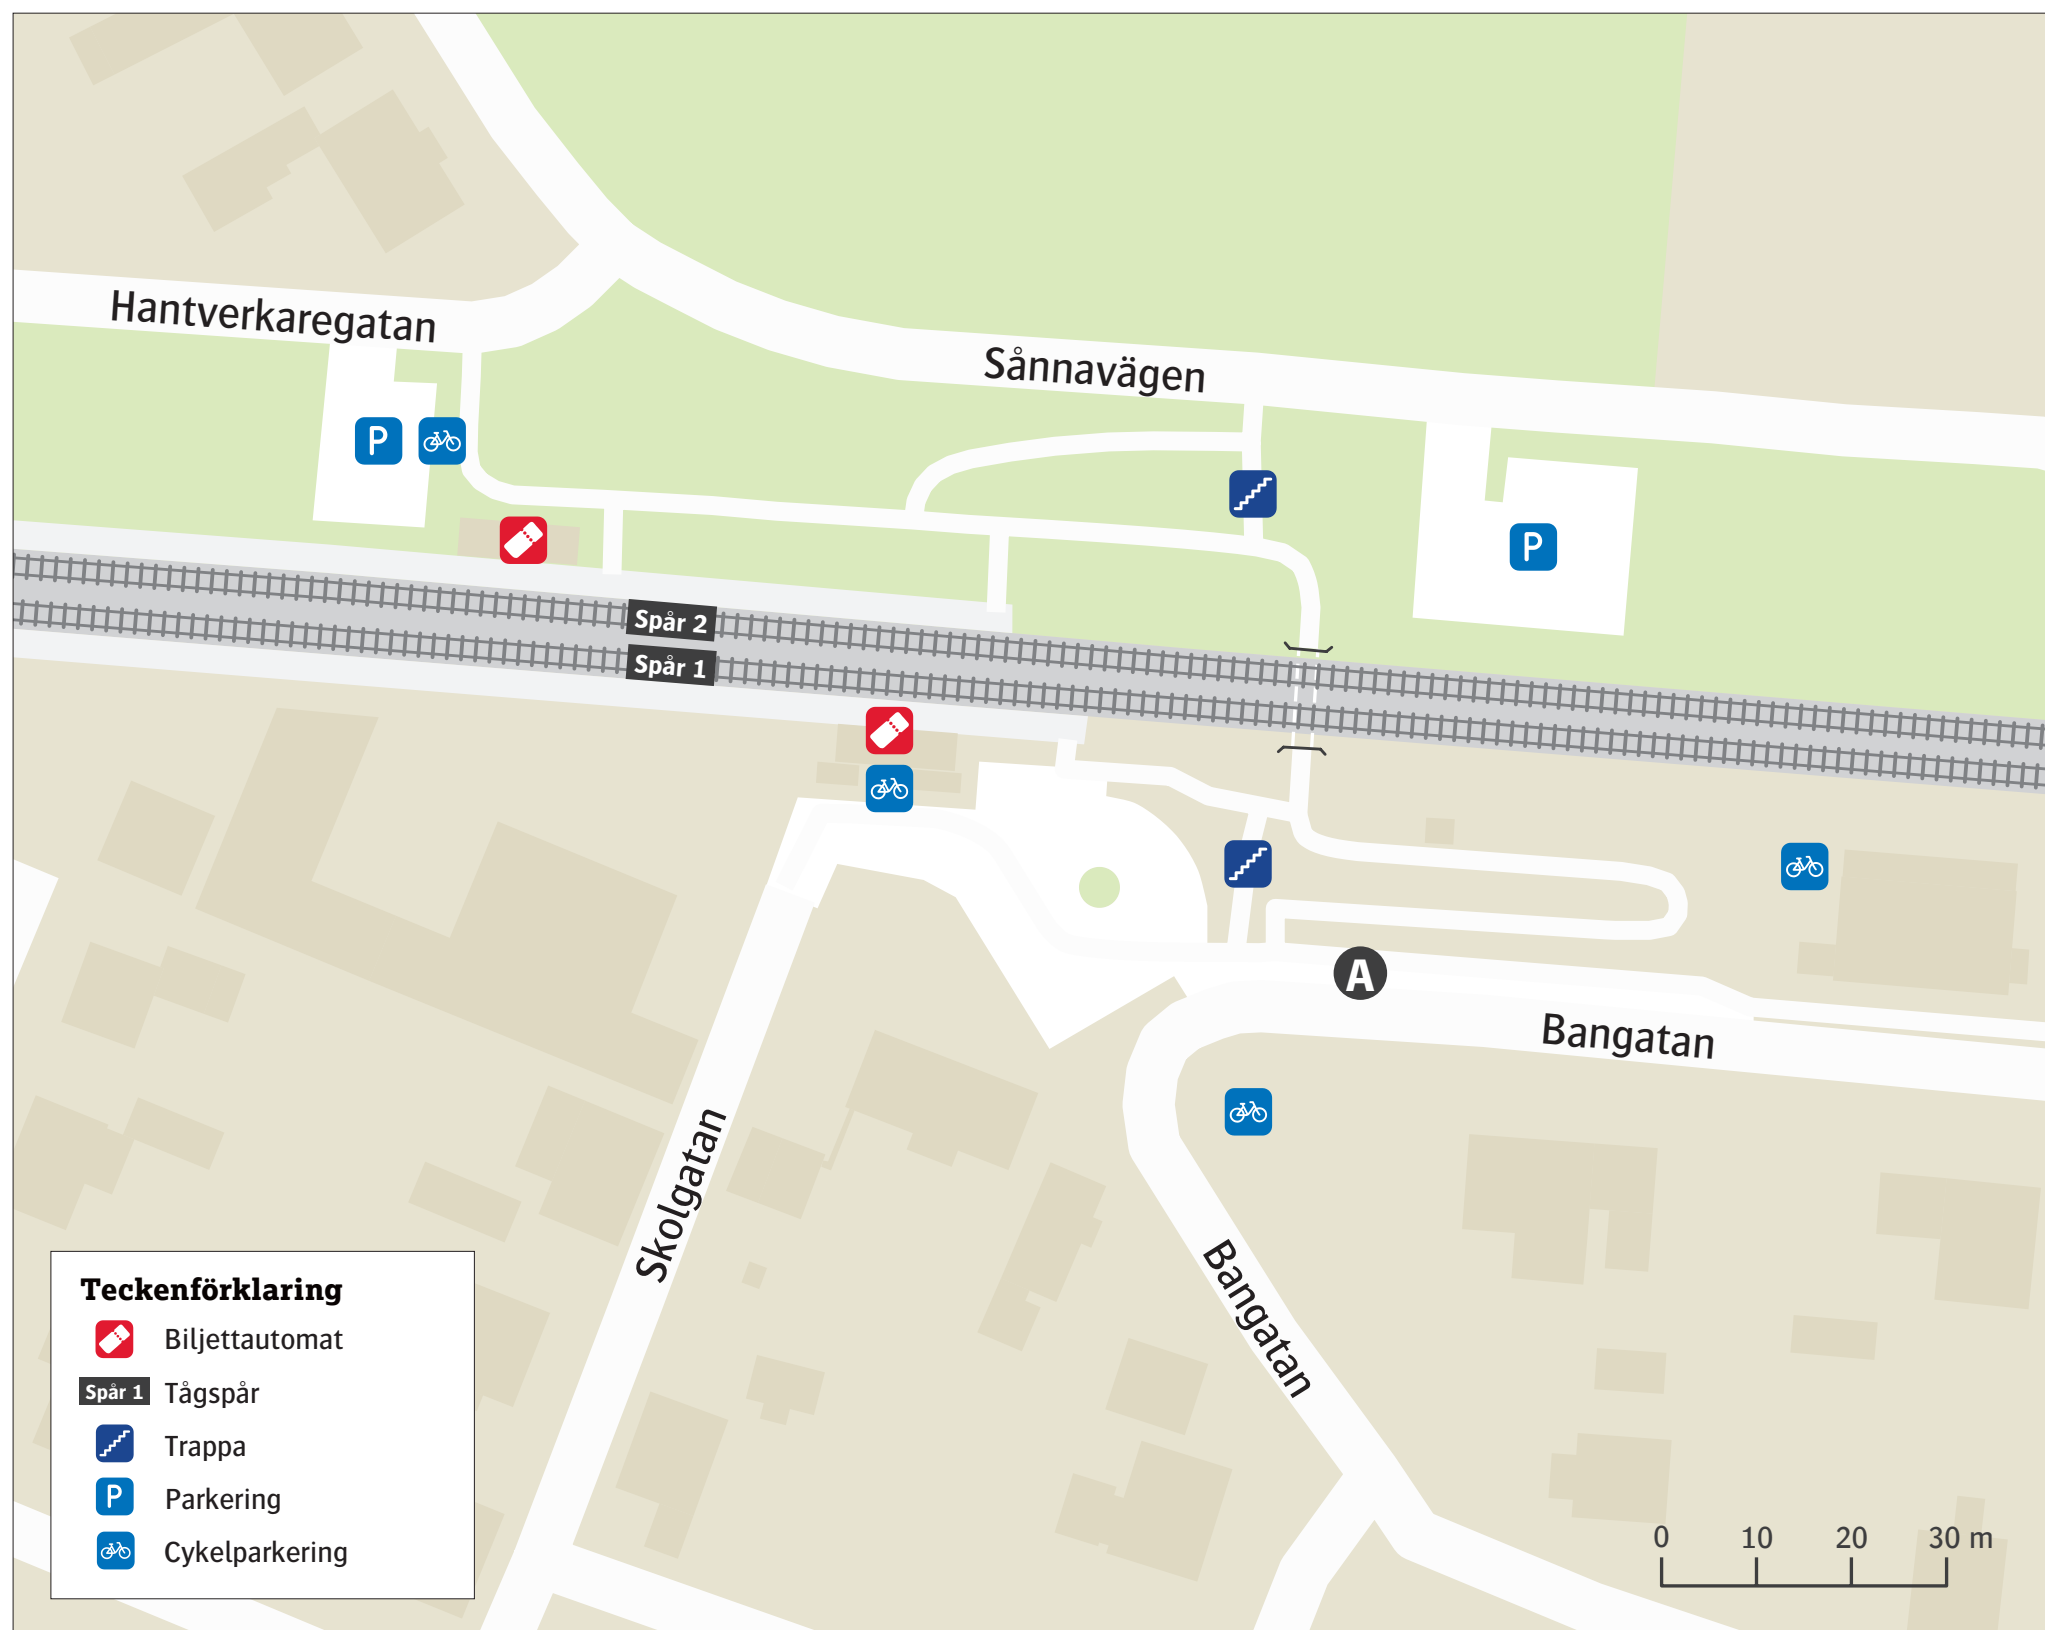 Hantverkaregatan
Sånnavägen
P
P
Spår 2
Spår 1
A
Bangatan
Skolgatan
Bangatan
Teckenförklaring
Biljettautomat
Spår 1 Tågspår
Trappa
P Parkering
Cykelparkering
0 10 20 30 m